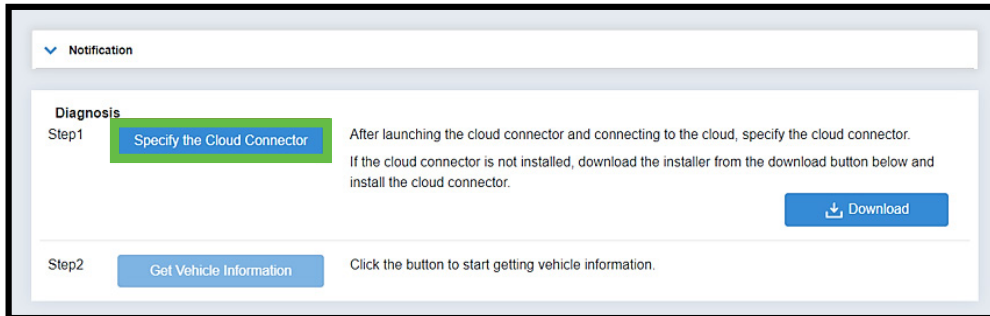 Notification
Diagnosis
Step1
Specify the Cloud Connector
After launching the cloud connector and connecting to the cloud, specify the cloud connector.
If the cloud connector is not installed, download the installer from the download button below and
install the cloud connector.
Download
Step2
Get Vehicle Information
Click the button to start getting vehicle information.